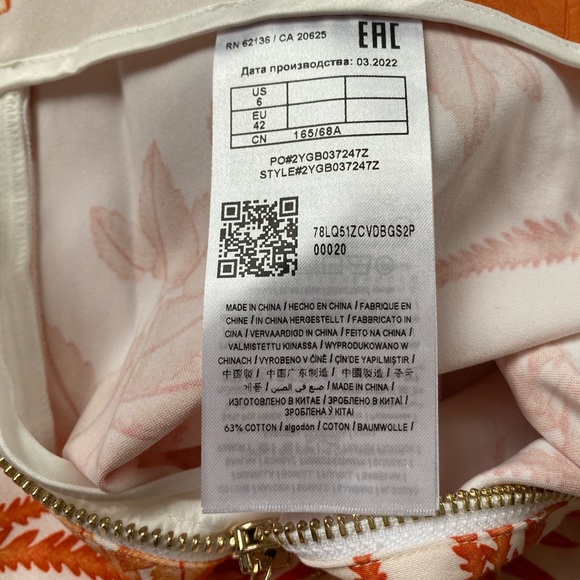 RN 62136 / CA 20625
EAC
Дата производства: 03.2022
US
6
EU
42
CN 165/68A
PO#2YGB037247Z
STYLE#2YGB037247Z
78LQ51ZCVDBGS2P
00020
MADE IN CHINA / HECHO EN CHINA / FABRIQUE EN
CHINE / IN CHINA HERGESTELLT / FABBRICATO IN
CINA / VERVAARDIGD IN CHINA / FEITO NA CHINA /
VALMISTETTU KIINASSA / WYPRODUKOWANO W
CHINACH / VYROBENO V ČÍNĚ / ÇİN'DE YAPILMIŞTIR /
中国製 / 中国广东制造 / 中國製造 / 중국
제품 / صنع في الصين / MADE IN CHINA /
ИЗГОТОВЛЕНО В КИТАЕ / ЗРОБЛЕНО В КИТАЇ /
ЗРОБЛЕНО Ў КІТАІ
63% COTTON / algodón / COTON / BAUMWOLLE /